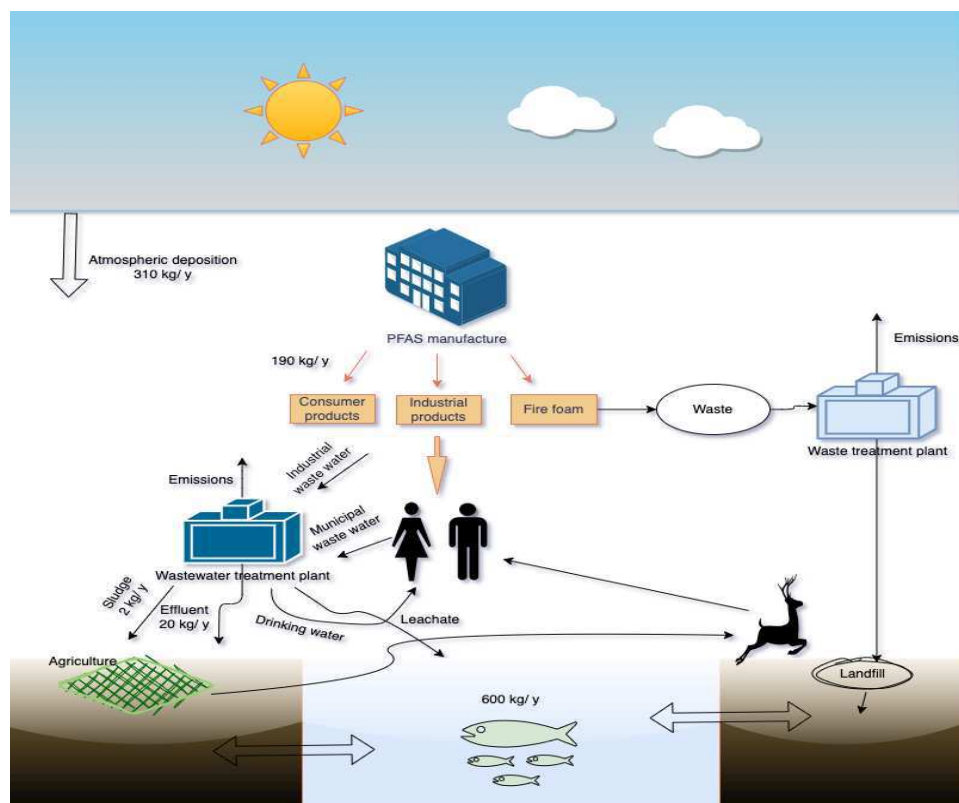 Atmospheric deposition
310 kg/ y
PFAS manufacture
190 kg/ y
Consumer
products
Industrial
products
Fire foam
Waste
Emissions
Waste treatment plant
Industrial
waste water
Emissions
Municipal
waste water
Wastewater treatment plant
Sludge
2 kg/ y
Effluent
20 kg/ y
Drinking water
Leachate
Agriculture
Landfill
600 kg/ y